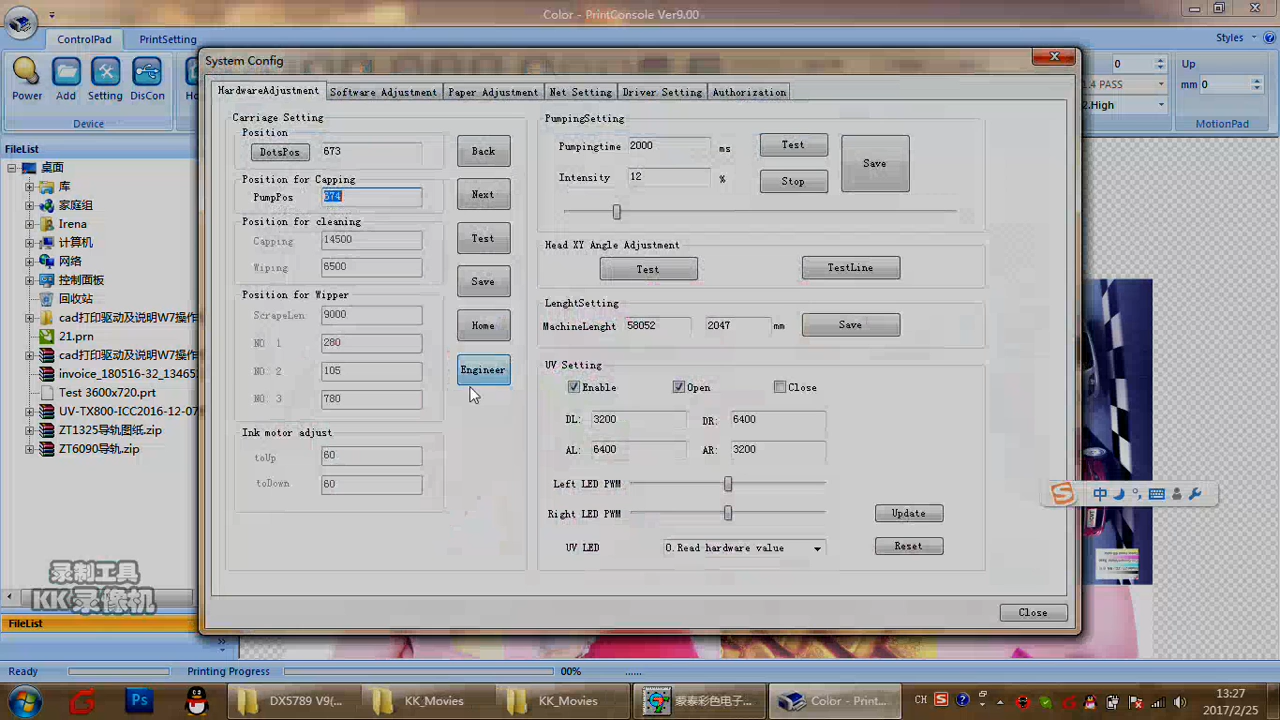 Color - PrintConsole Ver9.00
ControlPad
PrintSetting
Styles
Power
Add
Setting
DisCon
Device
0
Up
1.4 PASS
mm 0
2.High
MotionPad
FileList
桌面
库
家庭组
Irena
计算机
网络
控制面板
回收站
cad打印驱动及说明W7操作
21.prn
cad打印驱动及说明W7操作
invoice_180516-32_134653
Test 3600x720.prt
UV-TX800-ICC2016-12-07
ZT1325导轨图纸.zip
ZT6090导轨.zip
录制工具
KK 录像机
FileList
System Config
HardwareAdjustment
Software Adjustment
Paper Adjustment
Net Setting
Driver Setting
Authorization
Carriage Setting
Position
DotsPos 673
Position for Capping
PumpPos 674
Position for cleaning
Capping 14500
Wiping 6500
Position for Wipper
ScrapeLen 9000
NO. 1 280
NO. 2 105
NO. 3 780
Ink motor adjust
toUp 60
toDown 60
Back
Next
Test
Save
Home
Engineer
PumpingSetting
Pumpingtime 2000 ms
Intensity 12 %
Test
Stop
Save
Head XY Angle Adjustment
Test
TestLine
LenghtSetting
MachineLenght 58052 2047 mm
Save
UV Setting
Enable Open Close
DL: 3200 DR: 6400
AL: 6400 AR: 3200
Left LED PWM
Right LED PWM
UV LED 0.Read hardware value
Update
Reset
Close
中
Ready
Printing Progress
00%
......
Ps
DX5789 V9(...
KK_Movies
KK_Movies
蒙泰彩色电子...
Color - Print...
CH
13:27
2017/2/25